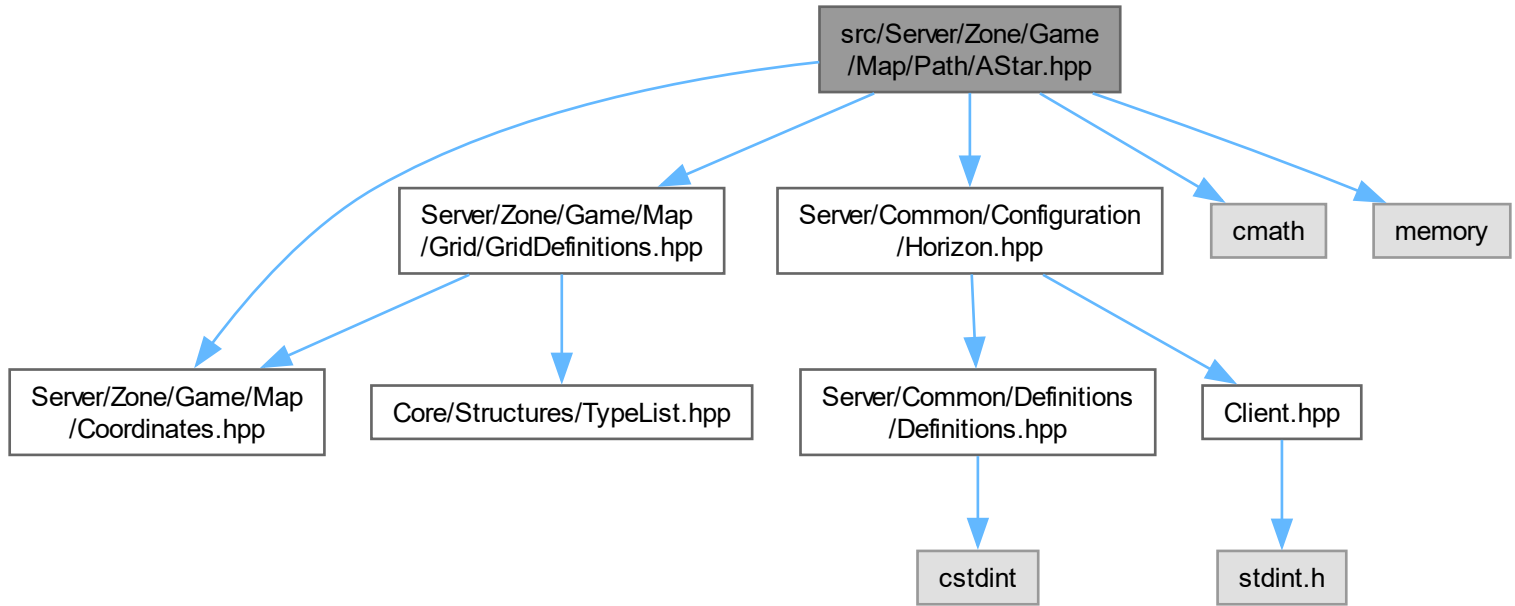 src/Server/Zone/Game
/Map/Path/AStar.hpp
Server/Zone/Game/Map
/Grid/GridDefinitions.hpp
Server/Common/Configuration
/Horizon.hpp
cmath
memory
Server/Zone/Game/Map
/Coordinates.hpp
Core/Structures/TypeList.hpp
Server/Common/Definitions
/Definitions.hpp
Client.hpp
cstdint
stdint.h